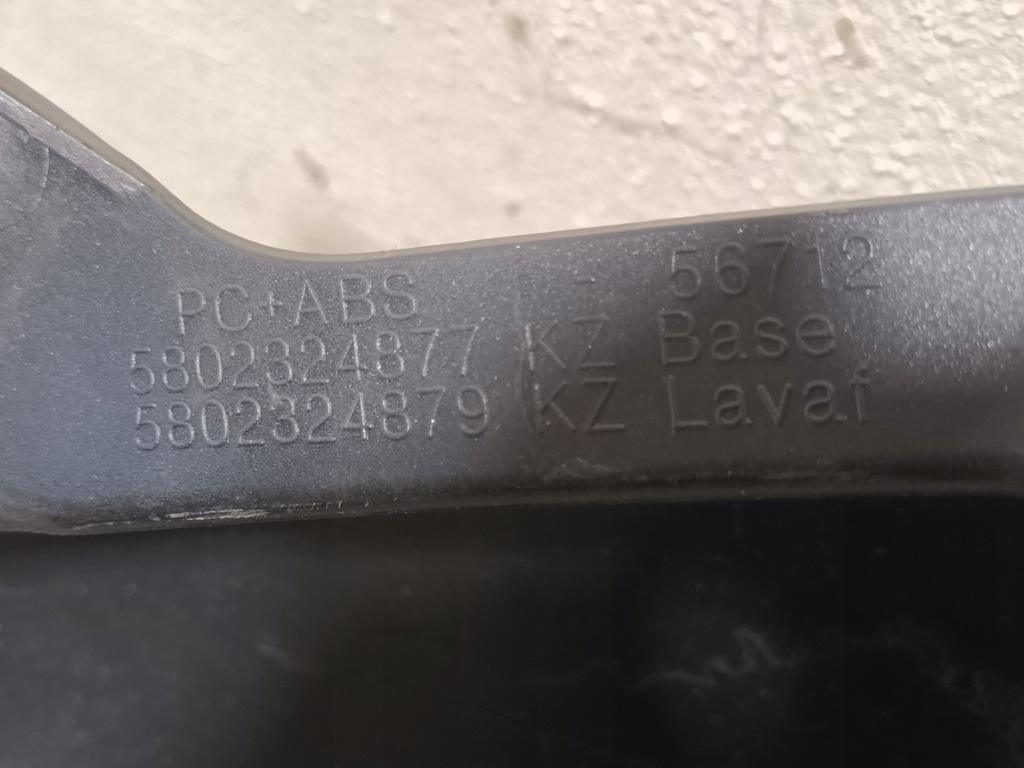 PC+ABS - 56712
5802324877 (KZ Base
5802324879 (KZ Lavaf